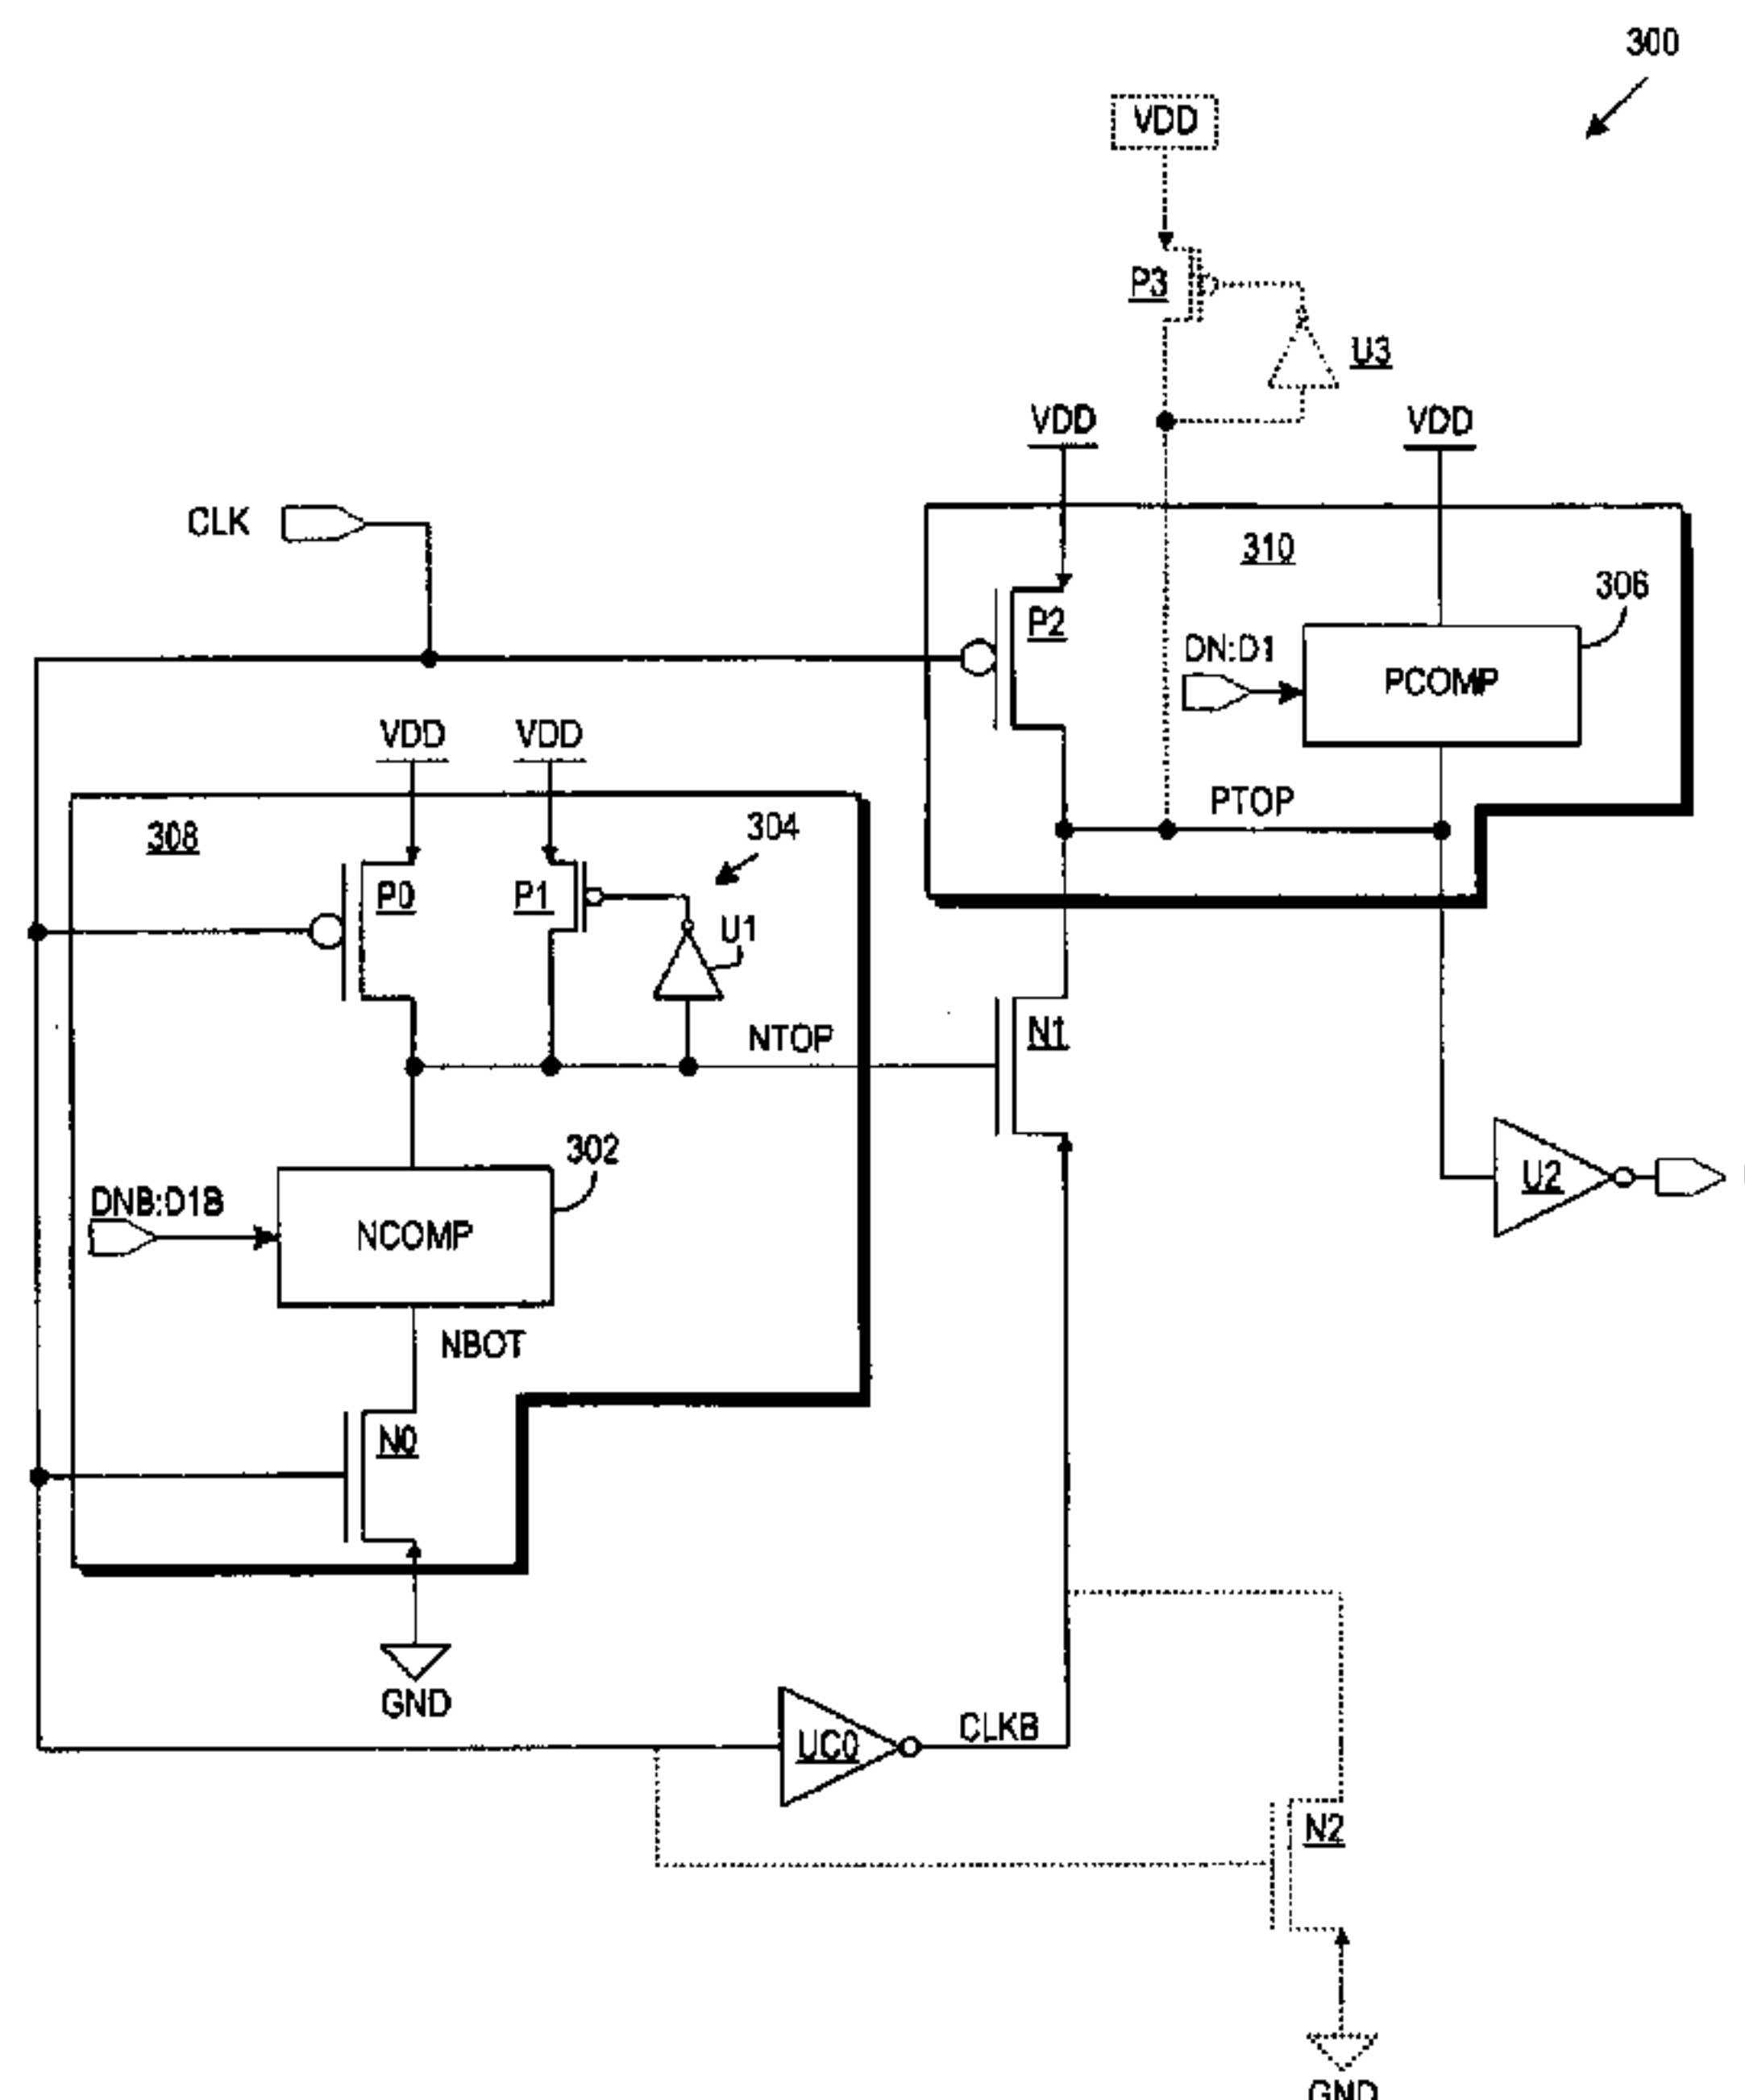 300
VDD
P3
U3
VDD
VDD
CLK
310
306
P2
DN:D1
PCOMP
VDD
VDD
PTOP
308
304
P0
P1
U1
NTOP
N1
302
DNB:D1B
NCOMP
U2
NBOT
N0
GND
UC0
CLKB
N2
GND